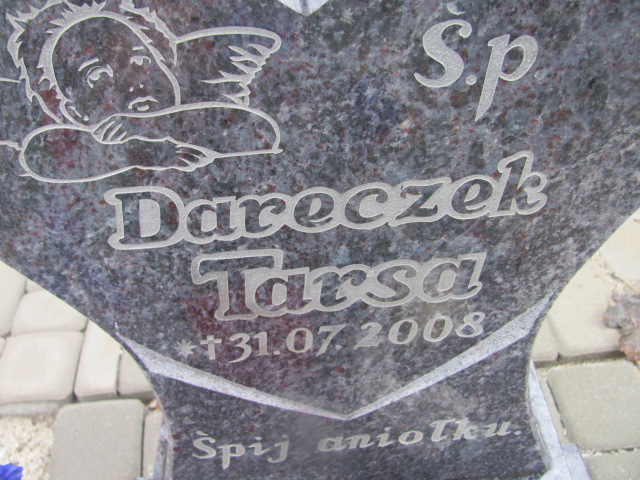 Ś.p.
Dareczek
Tarsa
*†31.07.2008
Śpij aniołku.